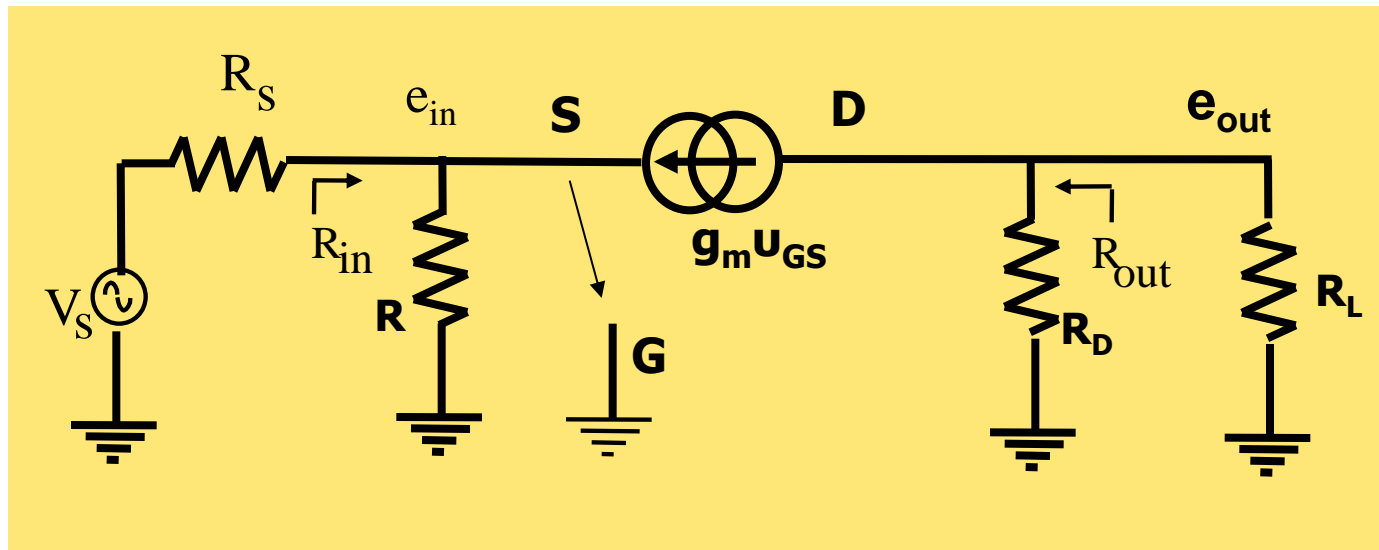 R_S
e_in
S
D
e_out
R_in
g_m u_GS
R_out
V_S
R
G
R_D
R_L